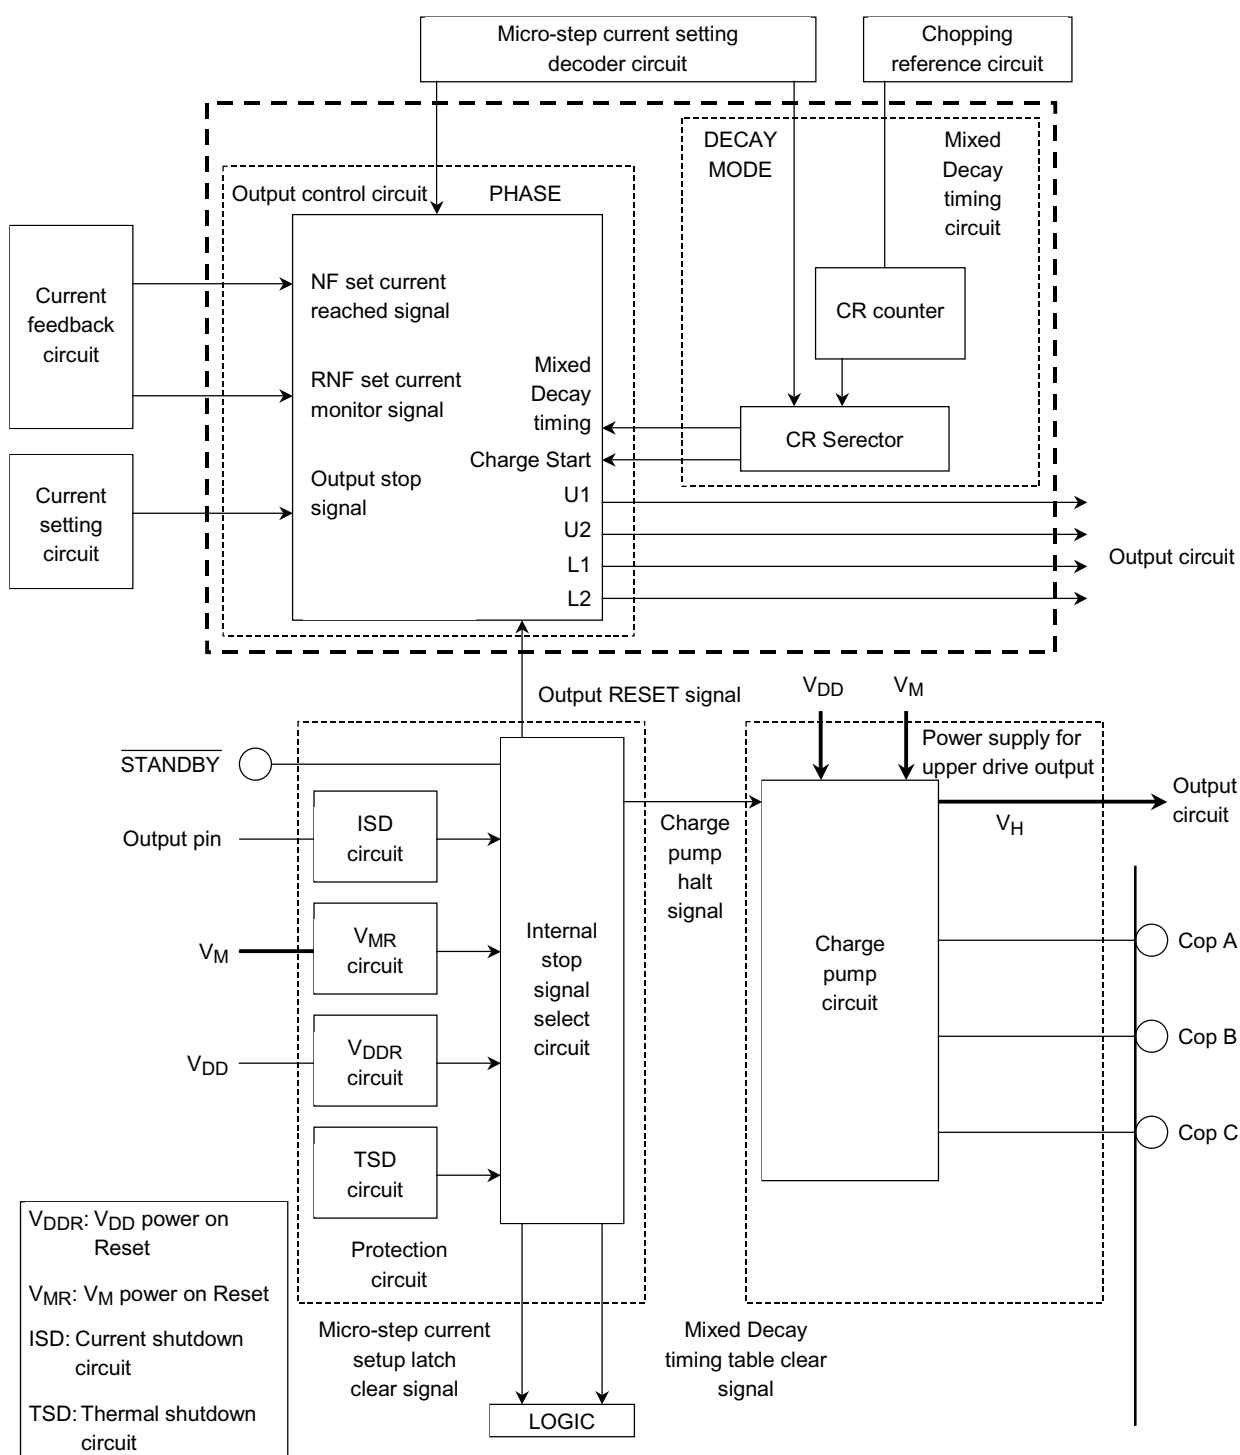 Micro-step current setting
decoder circuit
Chopping
reference circuit
DECAY
MODE
Mixed
Decay
timing
circuit
Output control circuit
PHASE
Current
feedback
circuit
NF set current
reached signal
CR counter
RNF set current
monitor signal
Mixed
Decay
timing
CR Serector
Charge Start
Current
setting
circuit
Output stop
signal
U1
U2
L1
L2
Output circuit
Output RESET signal
VDD
VM
STANDBY
Power supply for
upper drive output
Output
circuit
VH
Output pin
ISD
circuit
Charge
pump
halt
signal
VM
VMR
circuit
Internal
stop
signal
select
circuit
Charge
pump
circuit
Cop A
Cop B
Cop C
VDD
VDDR
circuit
TSD
circuit
Protection
circuit
VDDR: VDD power on
Reset
VMR: VM power on Reset
ISD: Current shutdown
circuit
TSD: Thermal shutdown
circuit
Micro-step current
setup latch
clear signal
Mixed Decay
timing table clear
signal
LOGIC